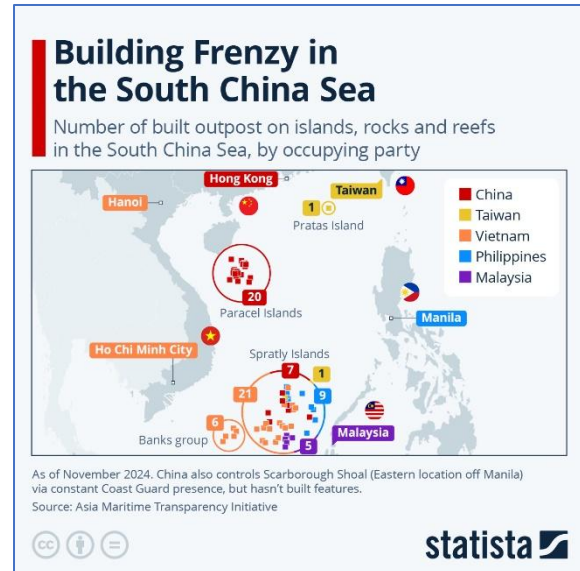 Building Frenzy in
the South China Sea
Number of built outpost on islands, rocks and reefs
in the South China Sea, by occupying party
Hong Kong
Taiwan
Hanoi
1
Pratas Island
China
Taiwan
Vietnam
Philippines
Malaysia
20
Paracel Islands
Manila
Ho Chi Minh City
Spratly Islands
7
1
21
9
6
Banks group
5
Malaysia
As of November 2024. China also controls Scarborough Shoal (Eastern location off Manila)
via constant Coast Guard presence, but hasn't built features.
Source: Asia Maritime Transparency Initiative
cc
statista